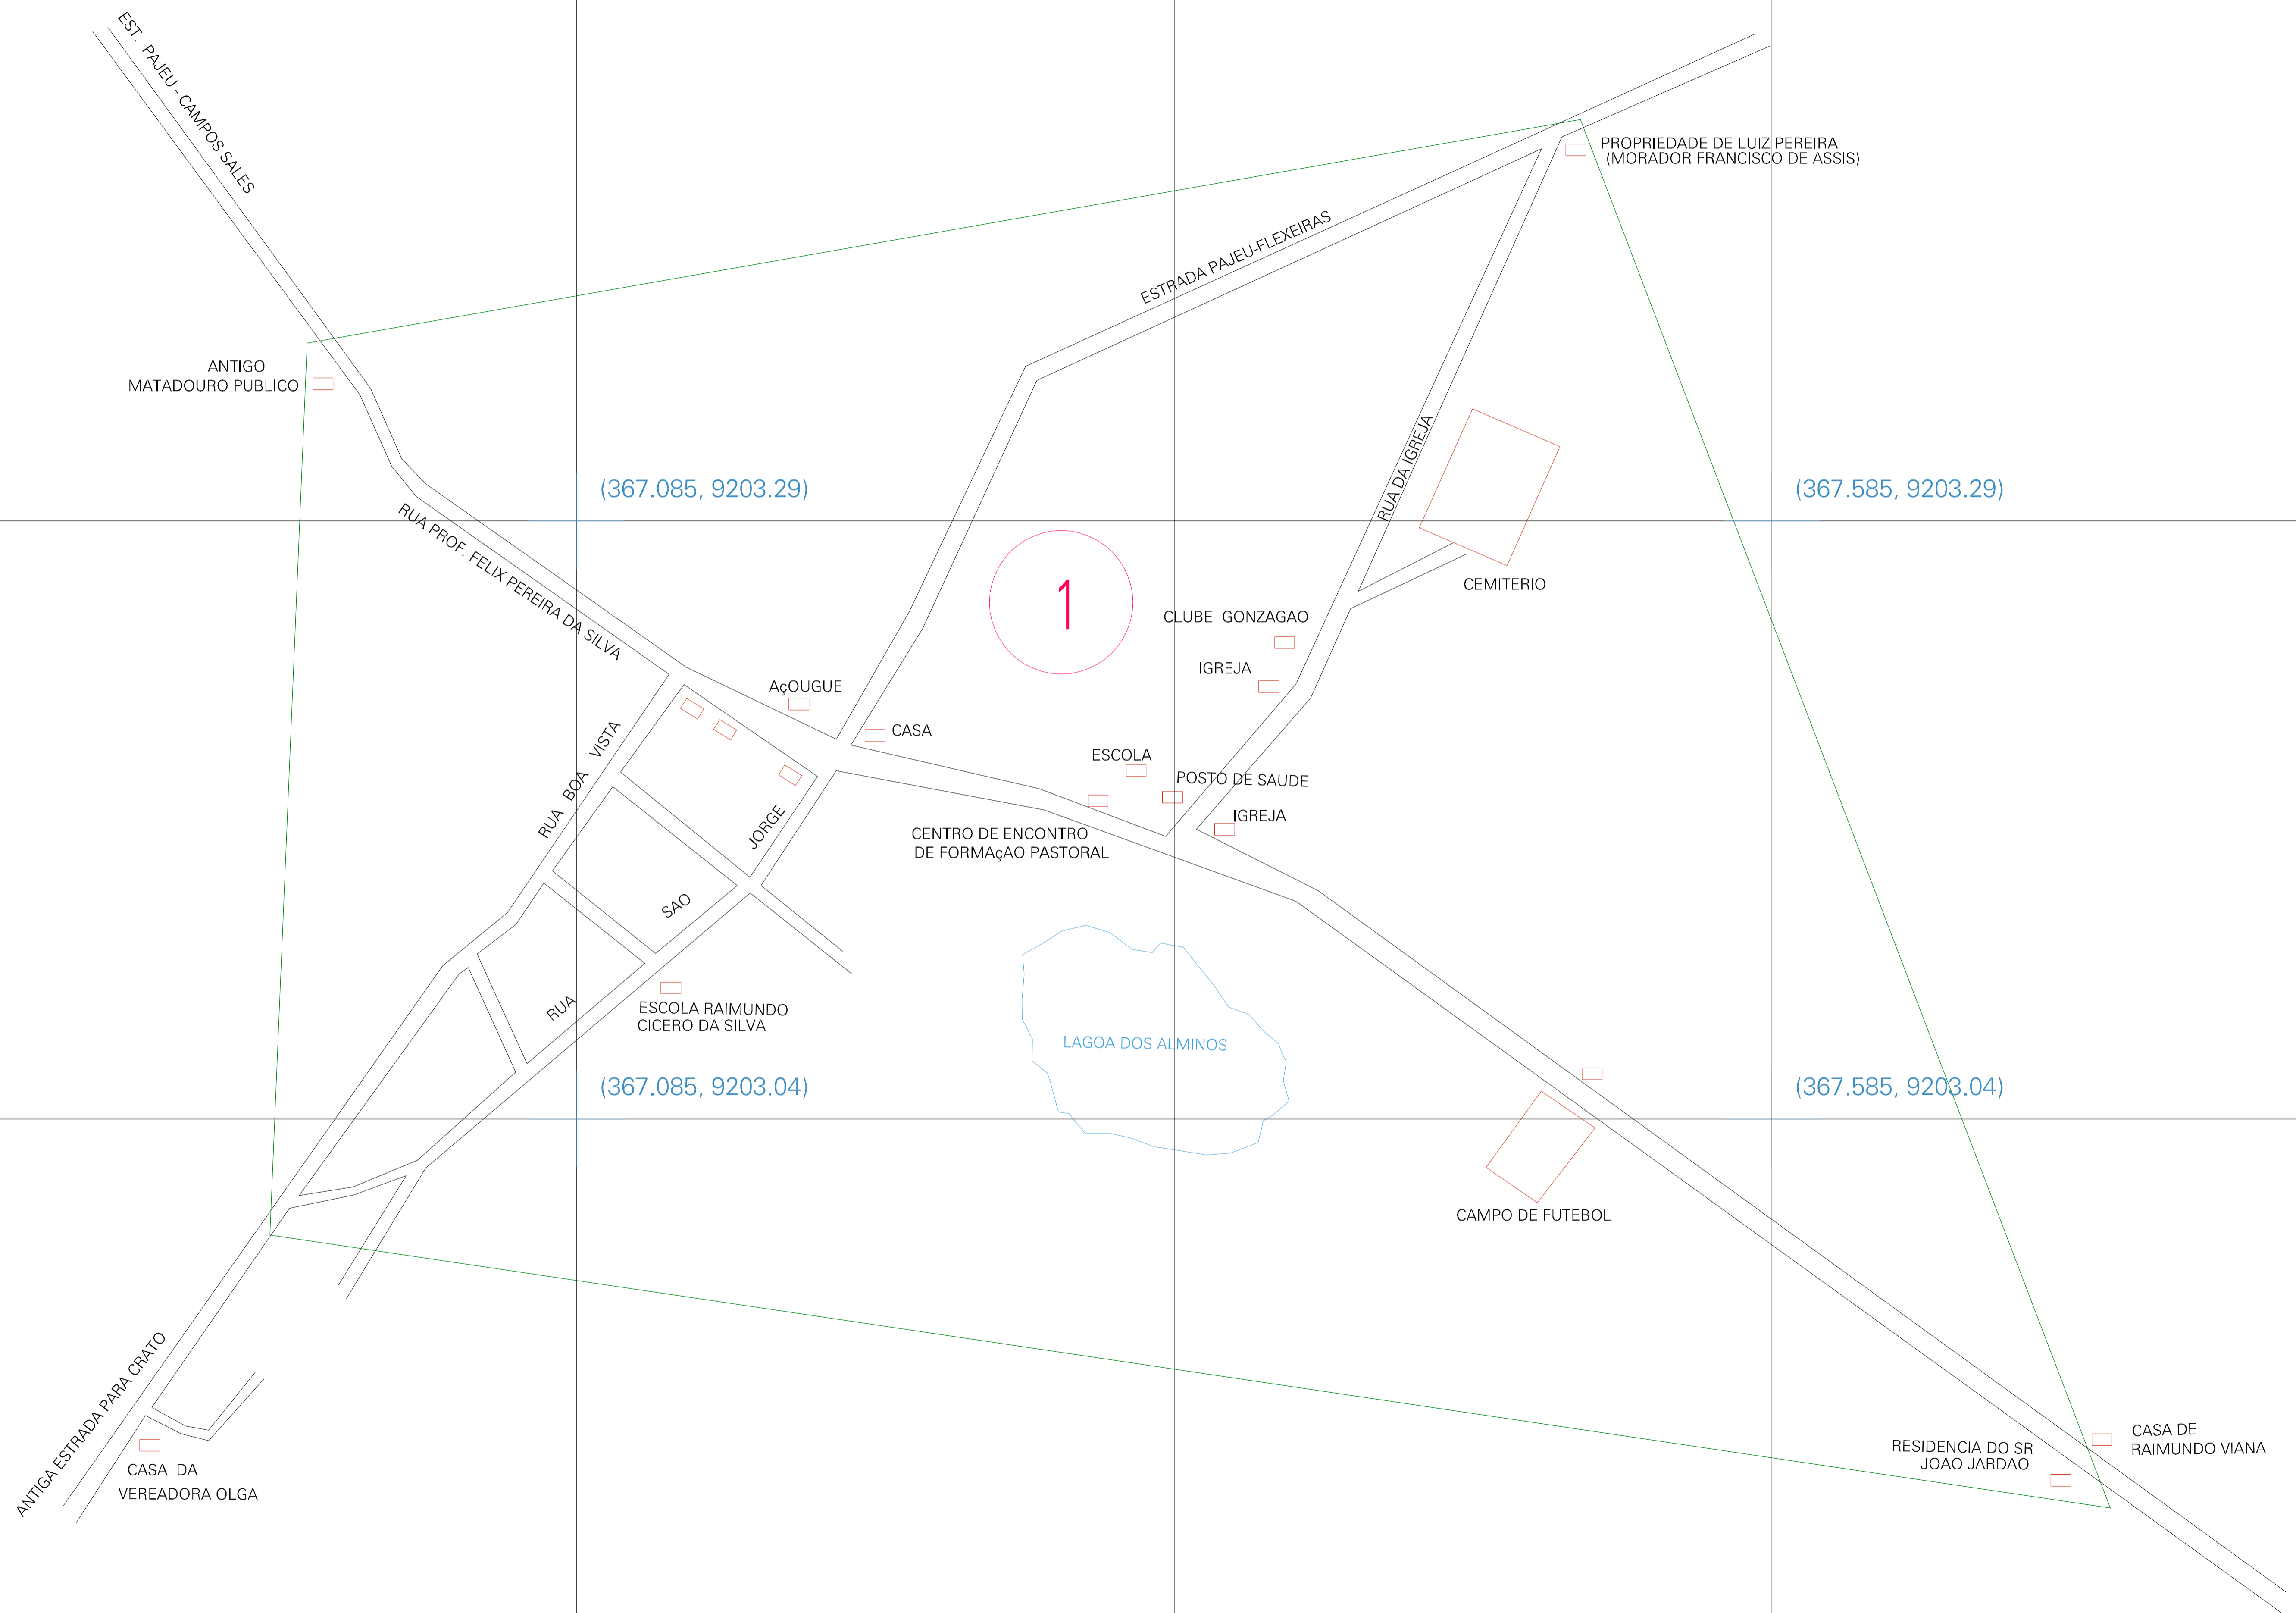 EST. PAJEU - CAMPOS SALES
PROPRIEDADE DE LUIZ PEREIRA
(MORADOR FRANCISCO DE ASSIS)
ESTRADA PAJEU-FLEXEIRAS
ANTIGO
MATADOURO PUBLICO
RUA DA IGREJA
(367.085, 9203.29)
(367.585, 9203.29)
RUA PROF. FELIX PEREIRA DA SILVA
1
CEMITERIO
CLUBE GONZAGAO
IGREJA
AçOUGUE
CASA
RUA BOA VISTA
ESCOLA
POSTO DE SAUDE
IGREJA
CENTRO DE ENCONTRO
DE FORMAçAO PASTORAL
RUA SAO JORGE
ESCOLA RAIMUNDO
CICERO DA SILVA
LAGOA DOS ALMINOS
(367.085, 9203.04)
(367.585, 9203.04)
CAMPO DE FUTEBOL
ANTIGA ESTRADA PARA CRATO
CASA DA
VEREADORA OLGA
RESIDENCIA DO SR
JOAO JARDAO
CASA DE
RAIMUNDO VIANA